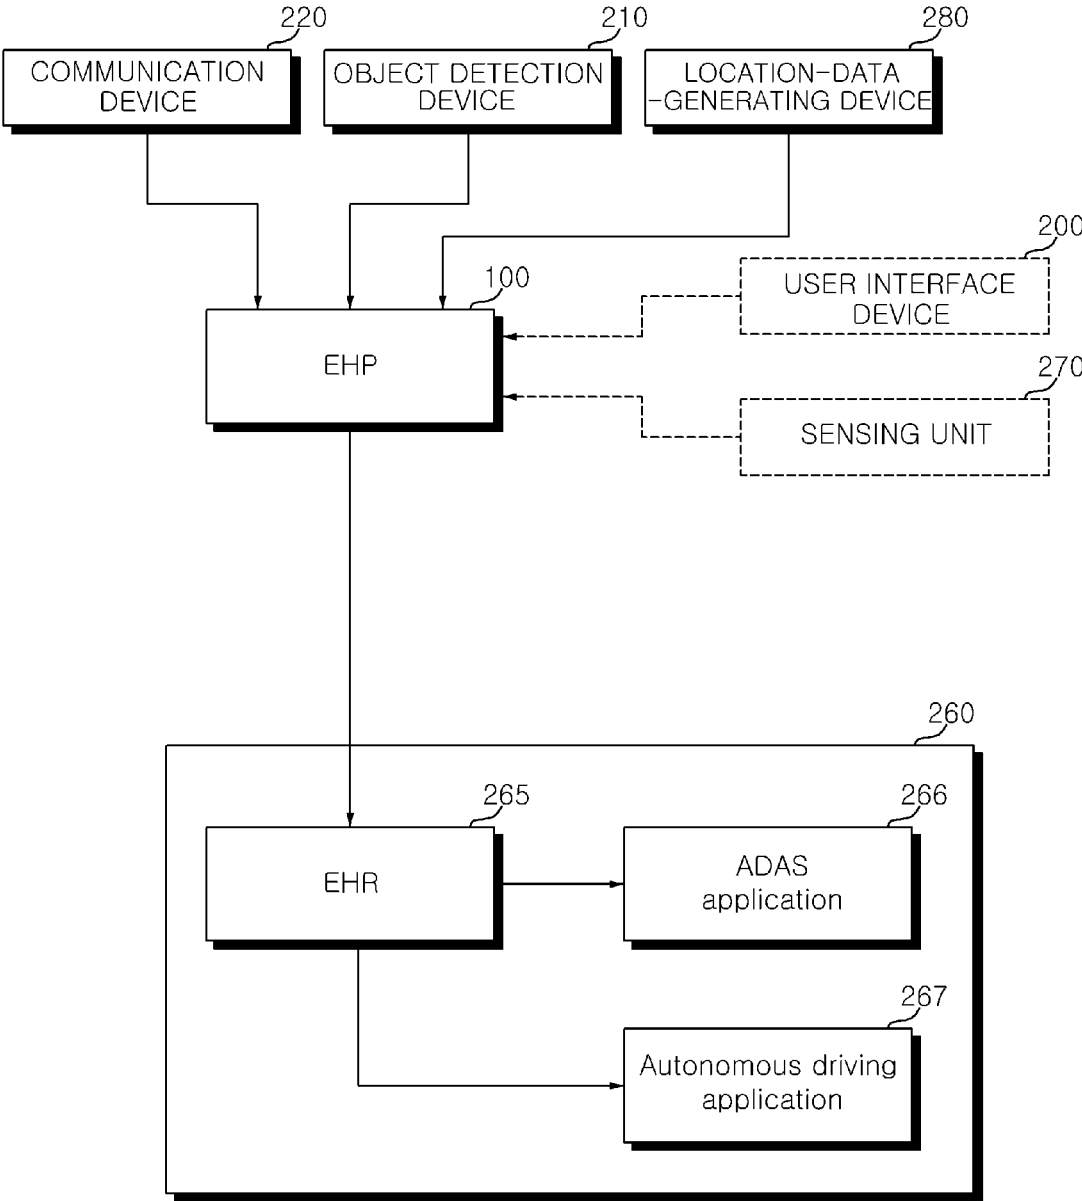 220
210
280
COMMUNICATION
DEVICE
OBJECT DETECTION
DEVICE
LOCATION-DATA
-GENERATING DEVICE
200
USER INTERFACE
DEVICE
100
EHP
270
SENSING UNIT
260
265
EHR
266
ADAS
application
267
Autonomous driving
application